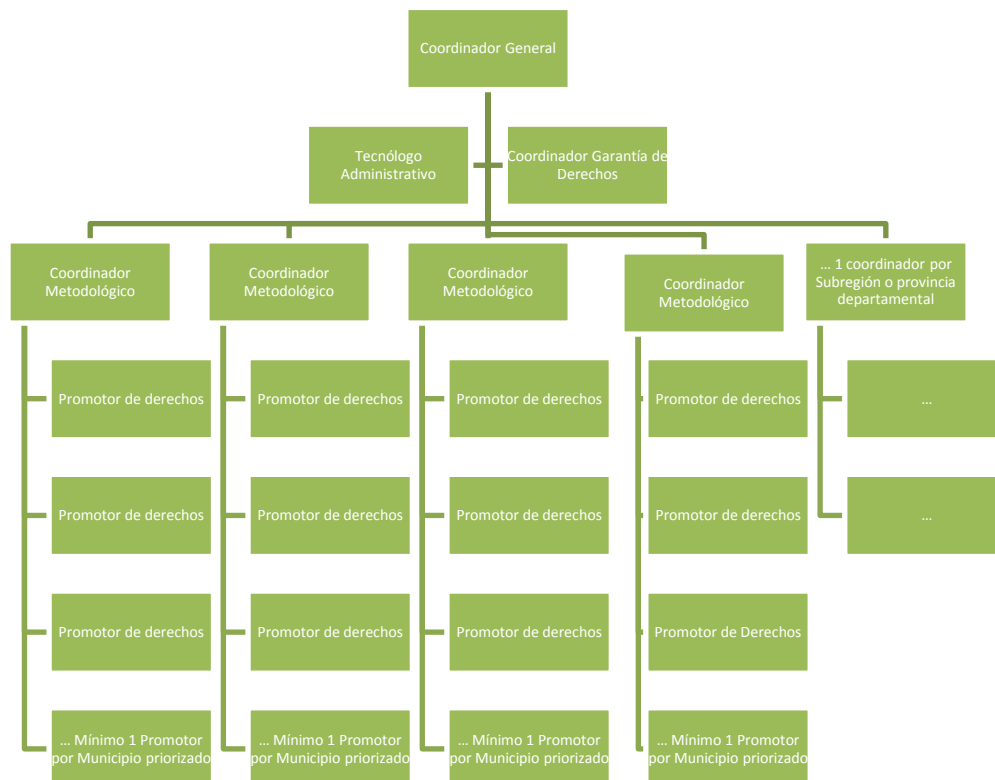 Coordinador General
Tecnólogo
Administrativo
Coordinador Garantía de
Derechos
Coordinador
Metodológico
Coordinador
Metodológico
Coordinador
Metodológico
Coordinador
Metodológico
... 1 coordinador por
Subregión o provincia
departamental
Promotor de derechos
Promotor de derechos
Promotor de derechos
Promotor de derechos
...
Promotor de derechos
Promotor de derechos
Promotor de derechos
Promotor de derechos
...
Promotor de derechos
Promotor de derechos
Promotor de derechos
Promotor de Derechos
... Mínimo 1 Promotor
por Municipio priorizado
... Mínimo 1 Promotor
por Municipio priorizado
... Mínimo 1 Promotor
por Municipio priorizado
... Mínimo 1 Promotor
por Municipio priorizado